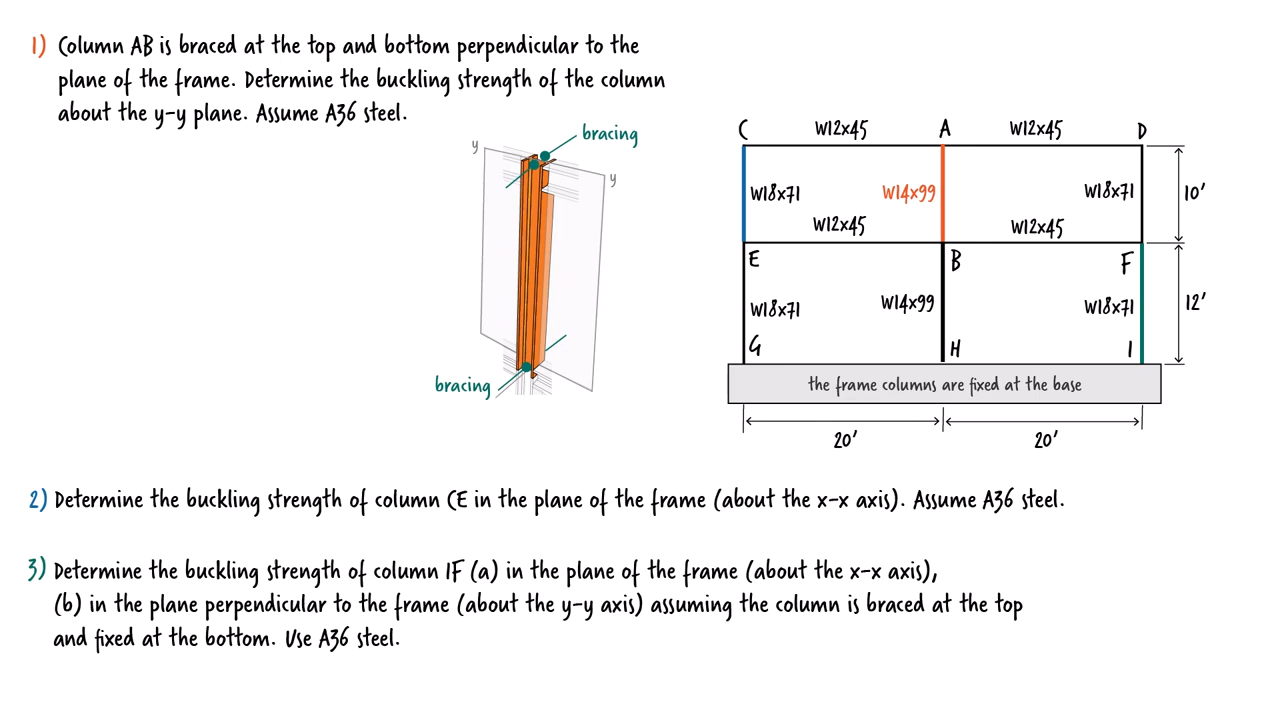 1) Column AB is braced at the top and bottom perpendicular to the
plane of the frame. Determine the buckling strength of the column
about the y-y plane. Assume A36 steel.
bracing
y
y
bracing
C W12x45 A W12x45 D
W18x71 W14x99 W18x71 10'
W12x45 W12x45
E B F
W18x71 W14x99 W18x71 12'
G H I
the frame columns are fixed at the base
20' 20'
2) Determine the buckling strength of column CE in the plane of the frame (about the x-x axis). Assume A36 steel.
3) Determine the buckling strength of column IF (a) in the plane of the frame (about the x-x axis),
(b) in the plane perpendicular to the frame (about the y-y axis) assuming the column is braced at the top
and fixed at the bottom. Use A36 steel.